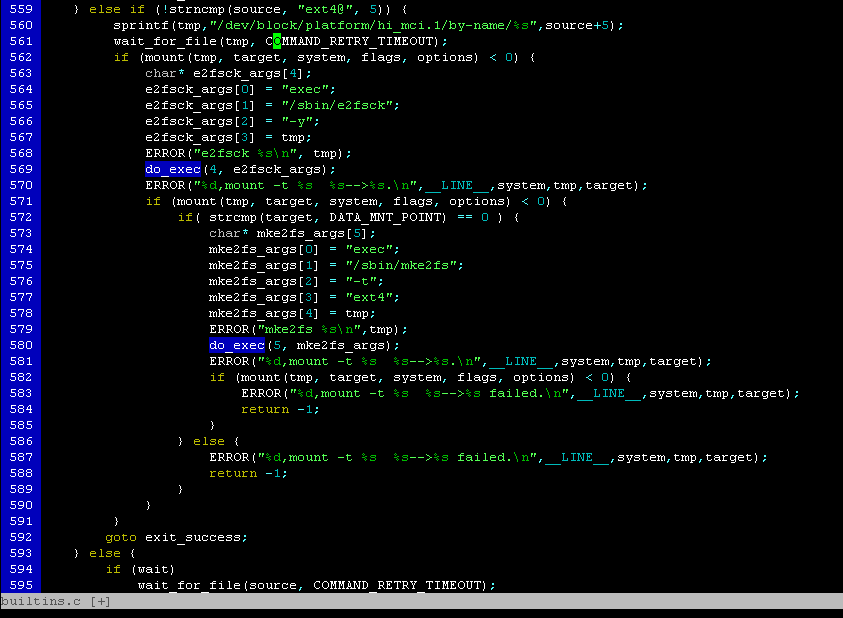 559     } else if (!strncmp(source, "ext4@", 5)) {
560          sprintf(tmp,"/dev/block/platform/hi_mci.1/by-name/%s",source+5);
561          wait_for_file(tmp, COMMAND_RETRY_TIMEOUT);
562          if (mount(tmp, target, system, flags, options) < 0) {
563              char* e2fsck_args[4];
564              e2fsck_args[0] = "exec";
565              e2fsck_args[1] = "/sbin/e2fsck";
566              e2fsck_args[2] = "-y";
567              e2fsck_args[3] = tmp;
568              ERROR("e2fsck %s\n", tmp);
569              do_exec(4, e2fsck_args);
570              ERROR("%d,mount -t %s  %s-->%s.\n",__LINE__,system,tmp,target);
571              if (mount(tmp, target, system, flags, options) < 0) {
572                  if( strcmp(target, DATA_MNT_POINT) == 0 ) {
573                      char* mke2fs_args[5];
574                      mke2fs_args[0] = "exec";
575                      mke2fs_args[1] = "/sbin/mke2fs";
576                      mke2fs_args[2] = "-t";
577                      mke2fs_args[3] = "ext4";
578                      mke2fs_args[4] = tmp;
579                      ERROR("mke2fs %s\n",tmp);
580                      do_exec(5, mke2fs_args);
581                      ERROR("%d,mount -t %s  %s-->%s.\n",__LINE__,system,tmp,target);
582                      if (mount(tmp, target, system, flags, options) < 0) {
583                          ERROR("%d,mount -t %s  %s-->%s failed.\n",__LINE__,system,tmp,target);
584                          return -1;
585                      }
586                  } else {
587                      ERROR("%d,mount -t %s  %s-->%s failed.\n",__LINE__,system,tmp,target);
588                      return -1;
589                  }
590              }
591          }
592         goto exit_success;
593     } else {
594         if (wait)
595             wait_for_file(source, COMMAND_RETRY_TIMEOUT);
builtins.c [+]